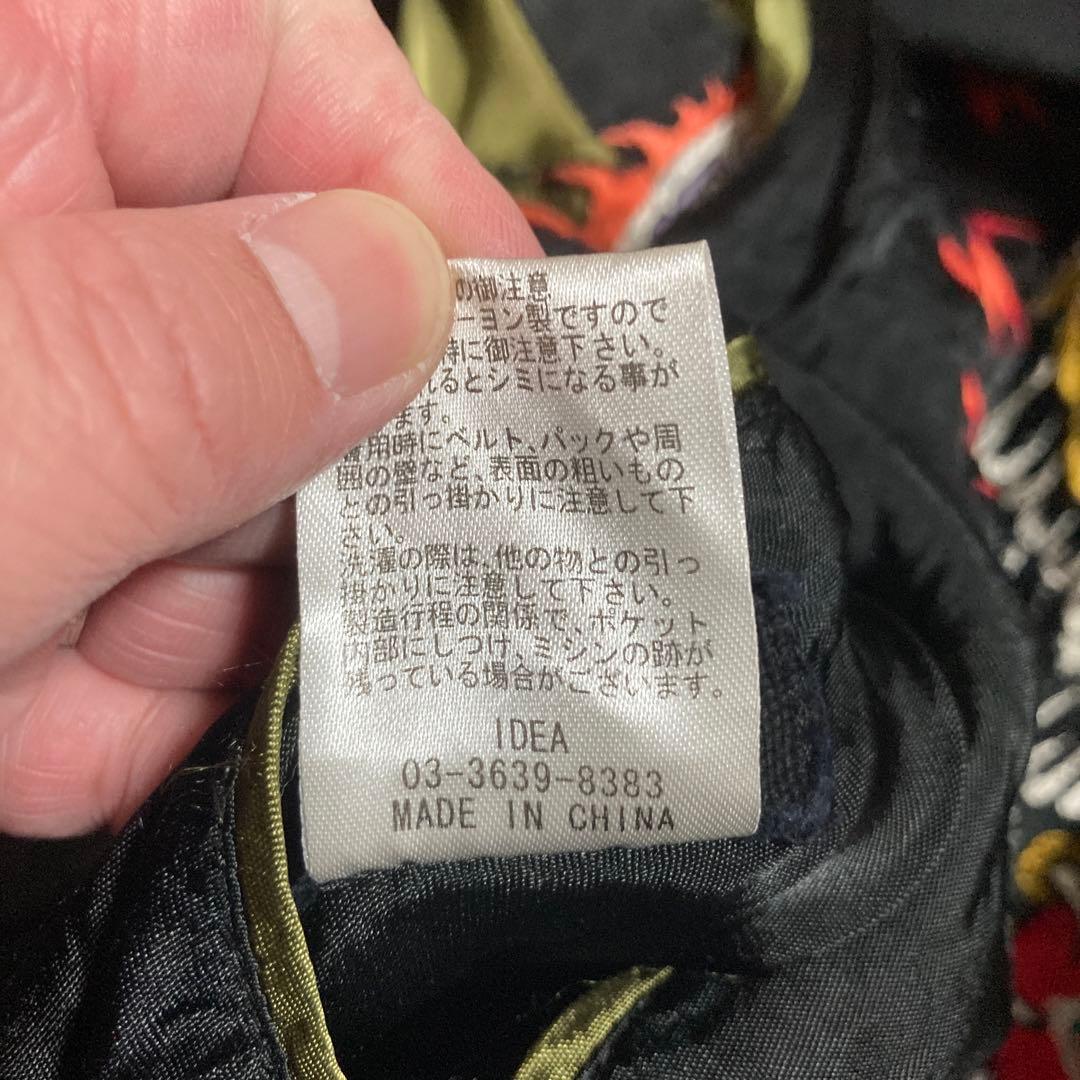 の御注意
ーヨン製ですので
時に御注意下さい。
れるとシミになる事が
ます。
着用時にベルト、バックや周
囲の壁など、表面の粗いもの
との引っ掛かりに注意して下
さい。
洗濯の際は、他の物との引っ
掛かりに注意して下さい。
製造行程の関係で、ポケット
内部にしつけ、ミシンの跡が
残っている場合がございます。
IDEA
03-3639-8383
MADE IN CHINA